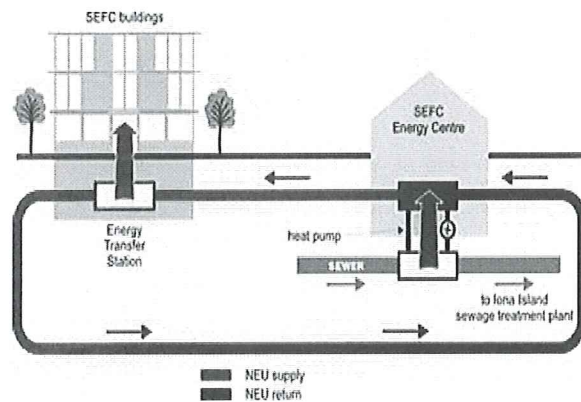 SEFC buildings
SEFC
Energy Centre
Energy
Transfer
Station
heat pump
SEWER
to Iona Island
sewage treatment plant
NEU supply
NEU return